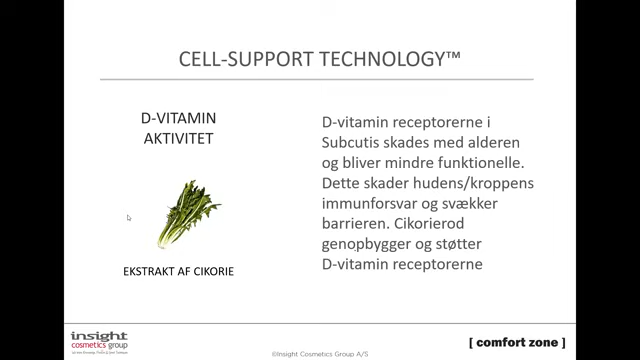 CELL-SUPPORT TECHNOLOGY™
D-VITAMIN
AKTIVITET
EKSTRAKT AF CIKORIE
D-vitamin receptorerne i
Subcutis skades med alderen
og bliver mindre funktionelle.
Dette skader hudens/kroppens
immunforsvar og svækker
barrieren. Cikorierod
genopbygger og støtter
D-vitamin receptorerne
insight
cosmetics group
©Insight Cosmetics Group A/S
[ comfort zone ]